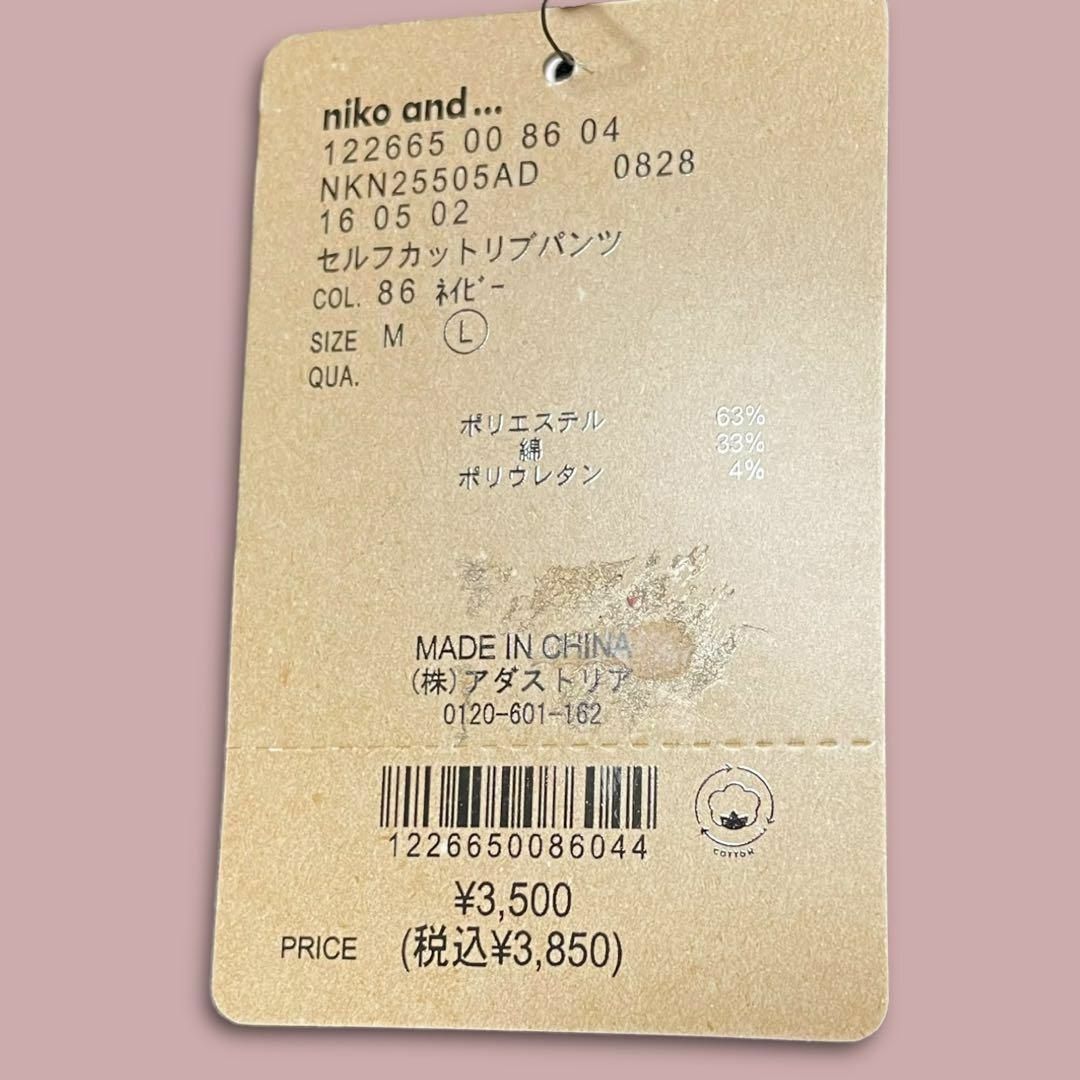 niko and...
122665 00 86 04
NKN25505AD 0828
16 05 02
セルフカットリブパンツ
COL. 86 ﾈｲﾋﾞｰ
SIZE M L
QUA.
ポリエステル 63%
綿 33%
ポリウレタン 4%
MADE IN CHINA
(株)アダストリア
0120-601-162
1226650086044
COTTON
¥3,500
PRICE (税込¥3,850)